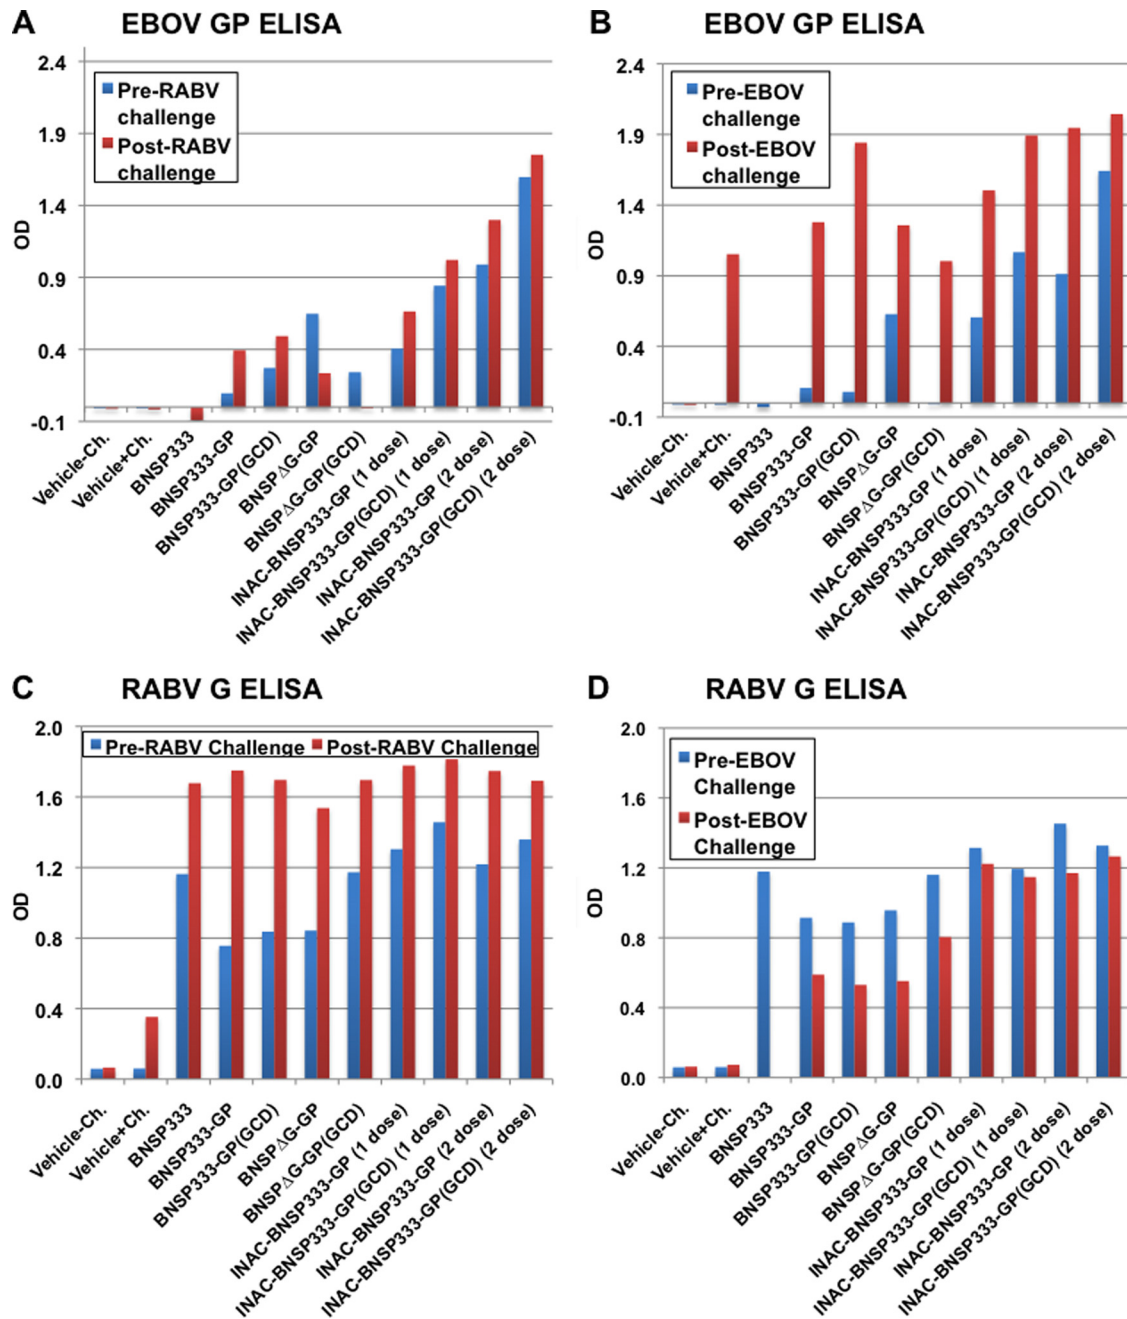 A EBOV GP ELISA
2.4
1.9
1.4
0.9
0.4
-0.1
OD
Pre-RABV
challenge
Post-RABV
challenge
Vehicle-Ch.
Vehicle+Ch.
BNSP333
BNSP333-GP
BNSP333-GP(GCD)
BNSP∆G-GP
BNSP∆G-GP(GCD)
INAC-BNSP333-GP (1 dose)
INAC-BNSP333-GP(GCD) (1 dose)
INAC-BNSP333-GP (2 dose)
INAC-BNSP333-GP(GCD) (2 dose)
B EBOV GP ELISA
2.4
1.9
1.4
0.9
0.4
-0.1
OD
Pre-EBOV
challenge
Post-EBOV
challenge
Vehicle-Ch.
Vehicle+Ch.
BNSP333
BNSP333-GP
BNSP333-GP(GCD)
BNSP∆G-GP
BNSP∆G-GP(GCD)
INAC-BNSP333-GP (1 dose)
INAC-BNSP333-GP(GCD) (1 dose)
INAC-BNSP333-GP (2 dose)
INAC-BNSP333-GP(GCD) (2 dose)
C RABV G ELISA
2.0
1.6
1.2
0.8
0.4
0.0
OD
Pre-RABV Challenge Post-RABV Challenge
Vehicle-Ch.
Vehicle+Ch.
BNSP333
BNSP333-GP
BNSP333-GP(GCD)
BNSP∆G-GP
BNSP∆G-GP(GCD)
INAC-BNSP333-GP (1 dose)
INAC-BNSP333-GP(GCD) (1 dose)
INAC-BNSP333-GP (2 dose)
INAC-BNSP333-GP(GCD) (2 dose)
D RABV G ELISA
2.0
1.6
1.2
0.8
0.4
0.0
OD
Pre-EBOV
Challenge
Post-EBOV
Challenge
Vehicle-Ch.
Vehicle+Ch.
BNSP333
BNSP333-GP
BNSP333-GP(GCD)
BNSP∆G-GP
BNSP∆G-GP(GCD)
INAC-BNSP333-GP (1 dose)
INAC-BNSP333-GP(GCD) (1 dose)
INAC-BNSP333-GP (2 dose)
INAC-BNSP333-GP(GCD) (2 dose)